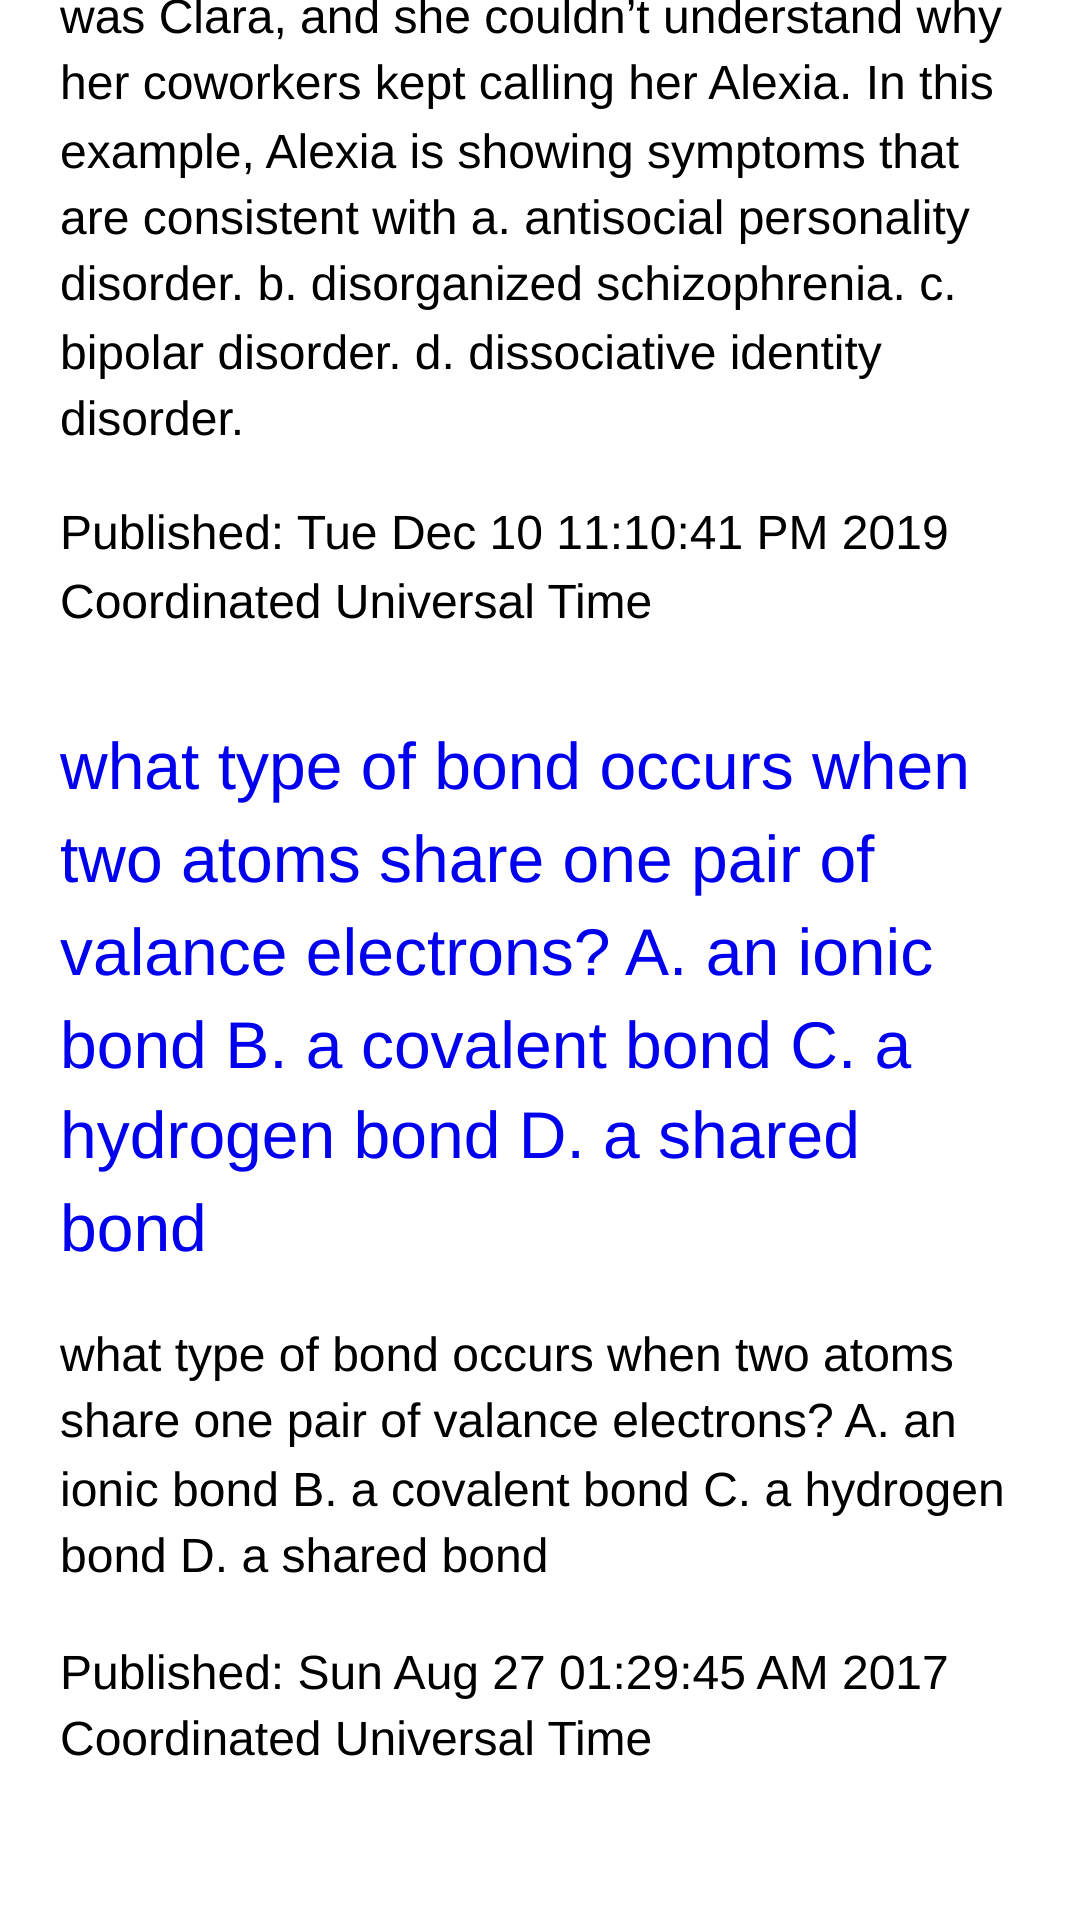 was Clara, and she couldn’t understand why
her coworkers kept calling her Alexia. In this
example, Alexia is showing symptoms that
are consistent with a. antisocial personality
disorder. b. disorganized schizophrenia. c.
bipolar disorder. d. dissociative identity
disorder.
Published: Tue Dec 10 11:10:41 PM 2019
Coordinated Universal Time
what type of bond occurs when
two atoms share one pair of
valance electrons? A. an ionic
bond B. a covalent bond C. a
hydrogen bond D. a shared
bond
what type of bond occurs when two atoms
share one pair of valance electrons? A. an
ionic bond B. a covalent bond C. a hydrogen
bond D. a shared bond
Published: Sun Aug 27 01:29:45 AM 2017
Coordinated Universal Time